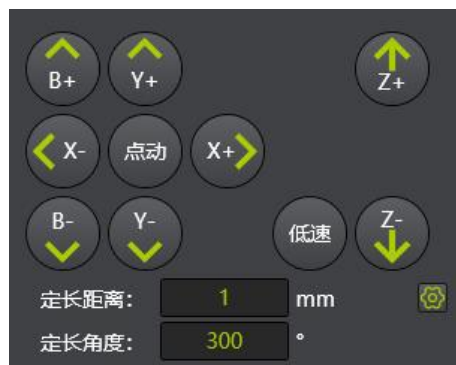 B+ Y+ Z+
X- 点动 X+
B- Y- 低速 Z-
定长距离： 1 mm
定长角度： 300 °